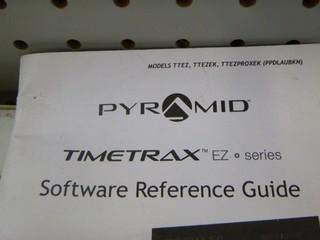 MODELS TTEZ, TTEZEK, TTEZPROXEK (PPDLAUBKN)
PYRAMID
TIMETRAX™ EZ • series
Software Reference Guide